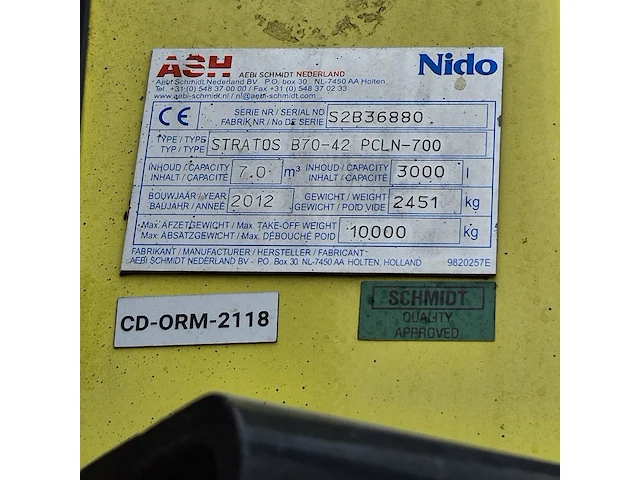 ASH AEBI SCHMIDT NEDERLAND Nido
Aebi Schmidt Nederland BV P.O. box 30 NL-7450 AA Holten
Tel. +31 (0) 548 37 00 00 / Fax +31 (0) 548 37 02 33
www.aebi-schmidt.nl / nl@aebi-schmidt.com
CE SERIE NR / SERIAL NO S2B36880
FABRIK NR / No DE SERIE
TYPE / TYPE STRATOS B70-42 PCLN-700
TYP / TYPE
INHOUD / CAPACITY 7.0 m³ INHOUD / CAPACITY 3000 l
INHALT / CAPACITÉ INHALT / CAPACITÉ
BOUWJAAR / YEAR 2012 GEWICHT / WEIGHT 2451 kg
BAUJAHR / ANNÉE GEWICHT / POID VIDE
Max. AFZETGEWICHT / Max. TAKE-OFF WEIGHT 10000 kg
Max. ABSATZGEWICHT / Max. DÉBOUCHÉ POID
FABRIKANT / MANUFACTURER / HERSTELLER / FABRICANT
AEBI SCHMIDT NEDERLAND BV - P.O. Box 30. NL-7450 AA HOLTEN, HOLLAND 9820257E
CD-ORM-2118
SCHMIDT
QUALITY
APPROVED